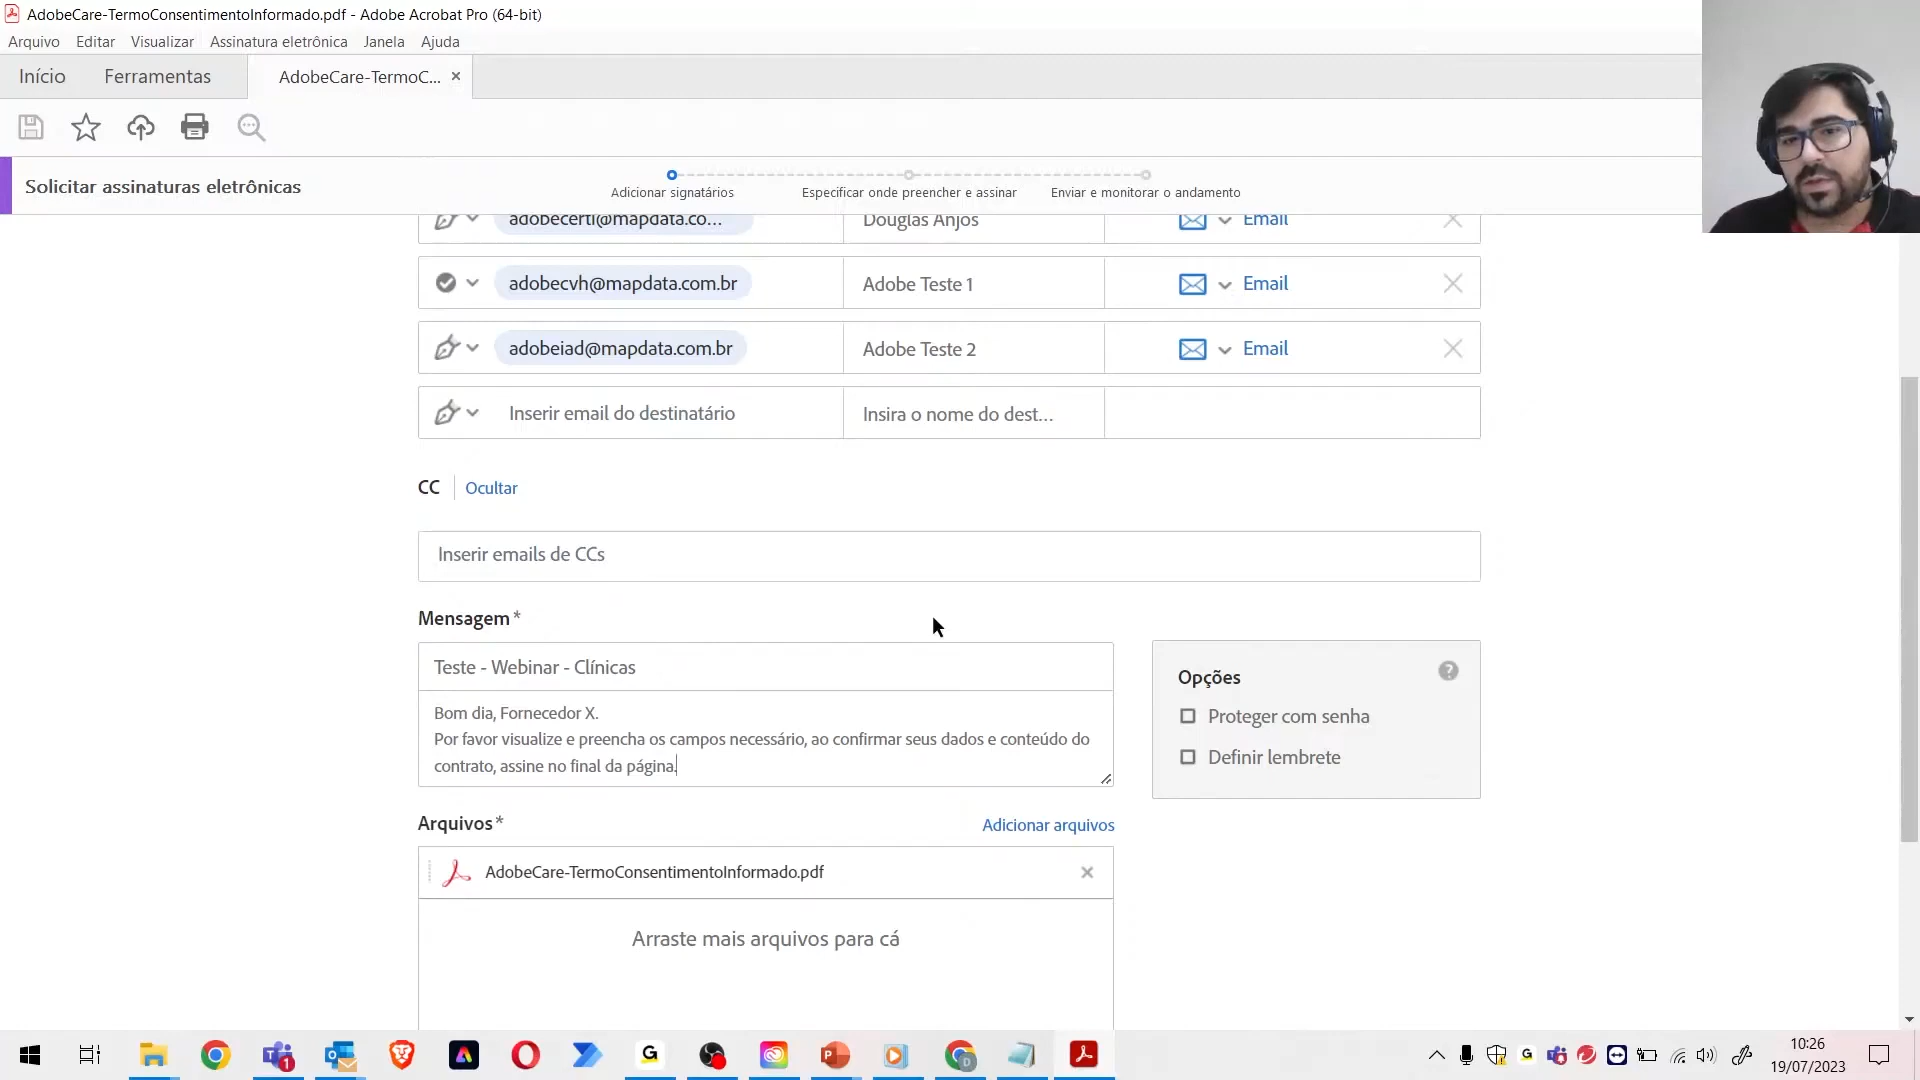 AdobeCare-TermoConsentimentoInformado.pdf - Adobe Acrobat Pro (64-bit)
Arquivo Editar Visualizar Assinatura eletrônica Janela Ajuda
Início Ferramentas AdobeCare-TermoC...
Solicitar assinaturas eletrônicas
Adicionar signatários Especificar onde preencher e assinar Enviar e monitorar o andamento
adobecerti@mapdata.co... Douglas Anjos Email
adobecvh@mapdata.com.br Adobe Teste 1 Email
adobeiad@mapdata.com.br Adobe Teste 2 Email
Inserir email do destinatário Insira o nome do dest...
CC Ocultar
Inserir emails de CCs
Mensagem*
Teste - Webinar - Clínicas
Bom dia, Fornecedor X.
Por favor visualize e preencha os campos necessário, ao confirmar seus dados e conteúdo do
contrato, assine no final da página.
Opções
Proteger com senha
Definir lembrete
Arquivos* Adicionar arquivos
AdobeCare-TermoConsentimentoInformado.pdf
Arraste mais arquivos para cá
10:26
19/07/2023